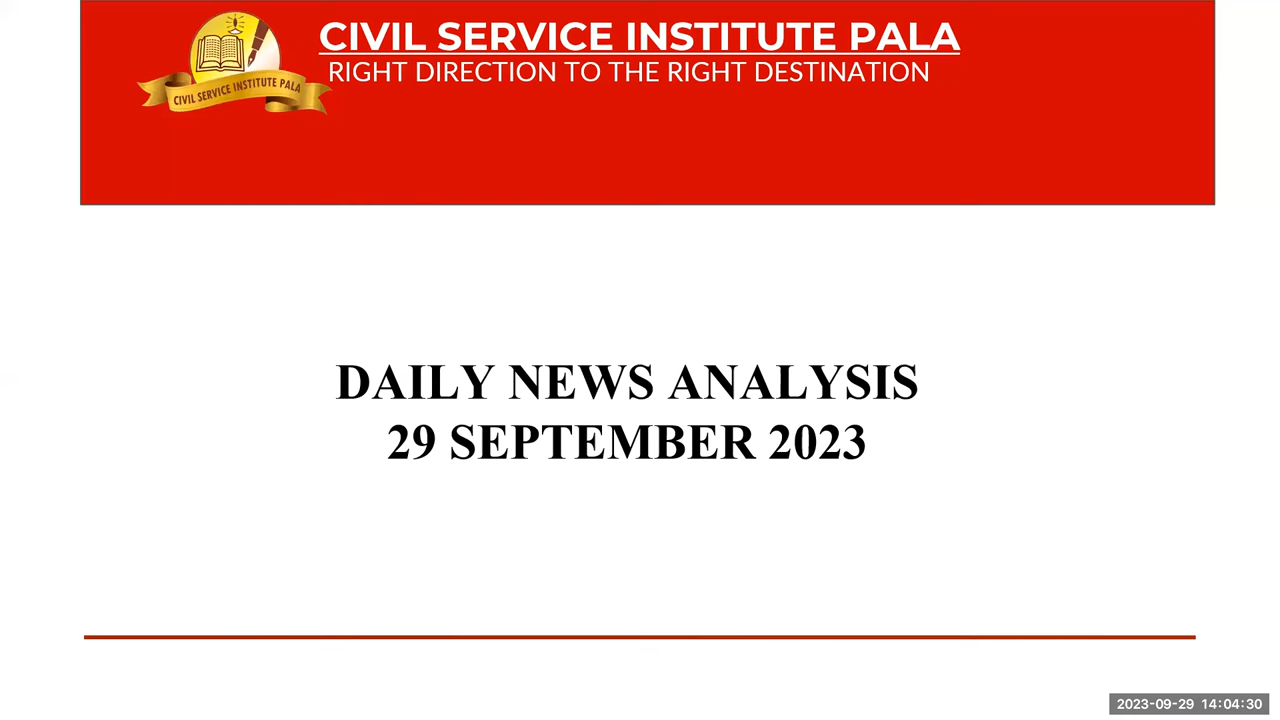 CIVIL SERVICE INSTITUTE PALA
RIGHT DIRECTION TO THE RIGHT DESTINATION
CIVIL SERVICE INSTITUTE PALA
DAILY NEWS ANALYSIS
29 SEPTEMBER 2023
2023-09-29 14:04:30